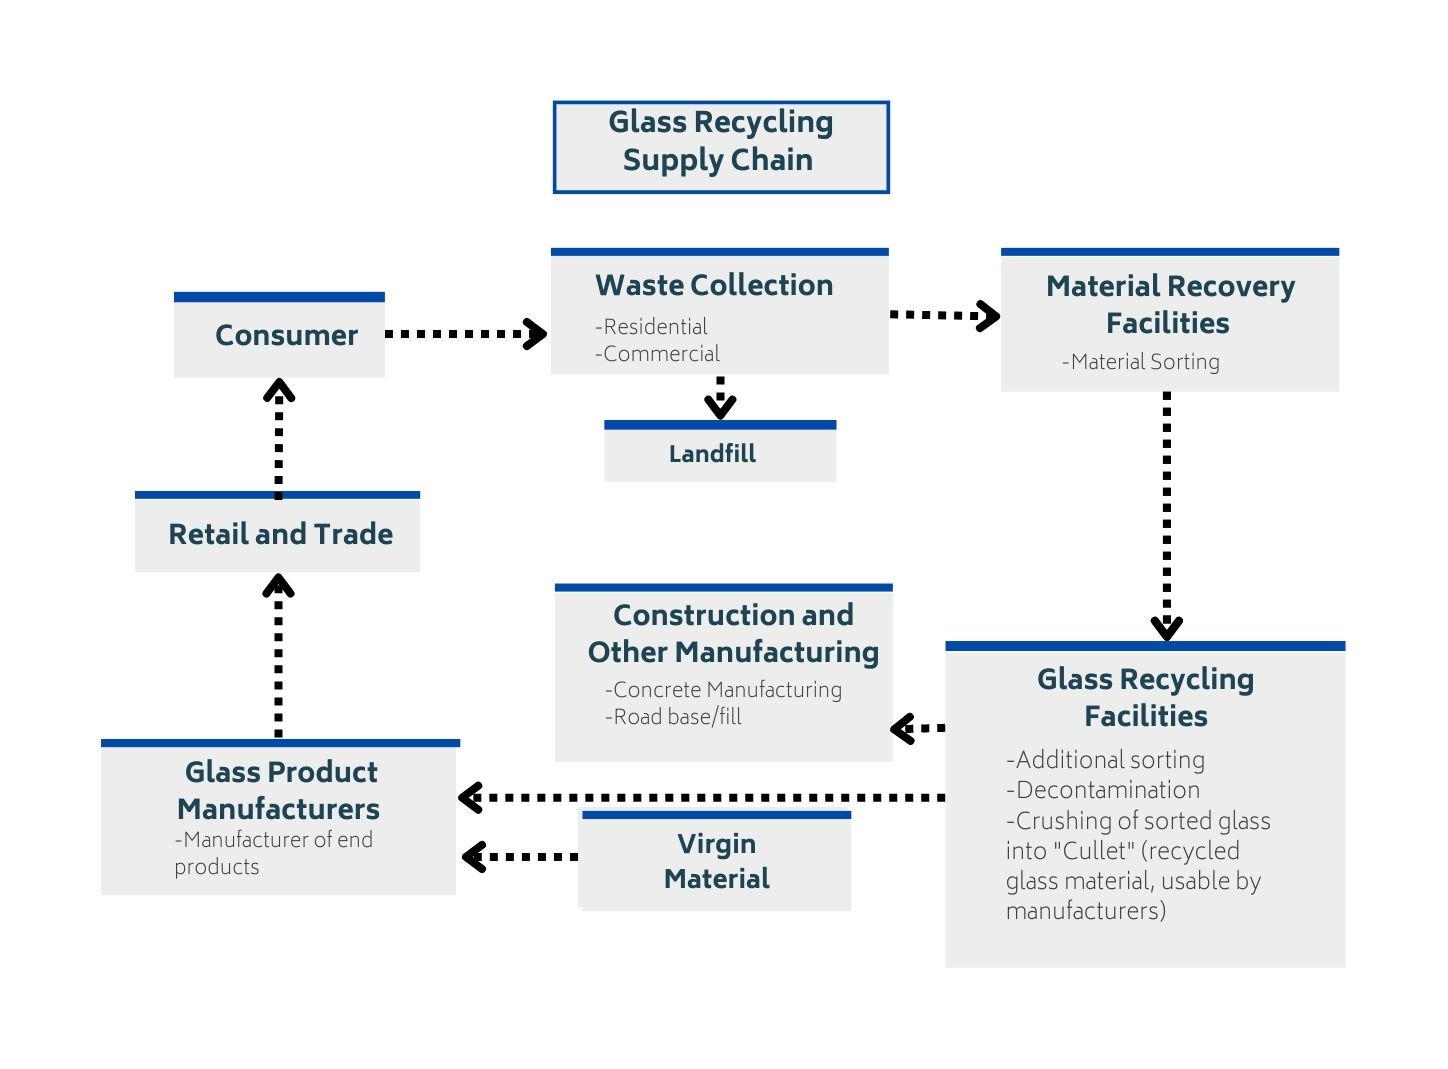 Glass Recycling
Supply Chain
Consumer
Waste Collection
-Residential
-Commercial
Material Recovery
Facilities
-Material Sorting
Landfill
Retail and Trade
Construction and
Other Manufacturing
-Concrete Manufacturing
-Road base/fill
Glass Recycling
Facilities
-Additional sorting
-Decontamination
-Crushing of sorted glass
into "Cullet" (recycled
glass material, usable by
manufacturers)
Glass Product
Manufacturers
-Manufacturer of end
products
Virgin
Material